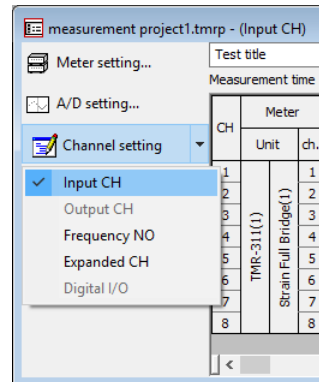 measurement project1.tmrp - (Input CH)
Meter setting...
A/D setting...
Channel setting
Input CH
Output CH
Frequency NO
Expanded CH
Digital I/O
Test title
Measurement time
CH
Meter
Unit
ch.
1
2
3
4
5
6
7
8
TMR-311(1)
Strain Full Bridge(1)
1
2
3
4
5
6
7
8